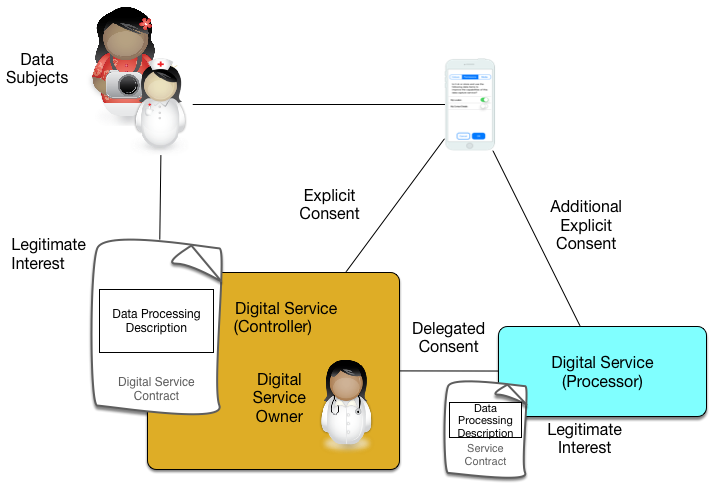 Data
Subjects
Explicit
Consent
Additional
Explicit
Consent
Legitimate
Interest
Data Processing
Description
Digital Service
Contract
Digital Service
(Controller)
Digital
Service
Owner
Delegated
Consent
Digital Service
(Processor)
Data
Processing
Description
Service
Contract
Legitimate
Interest